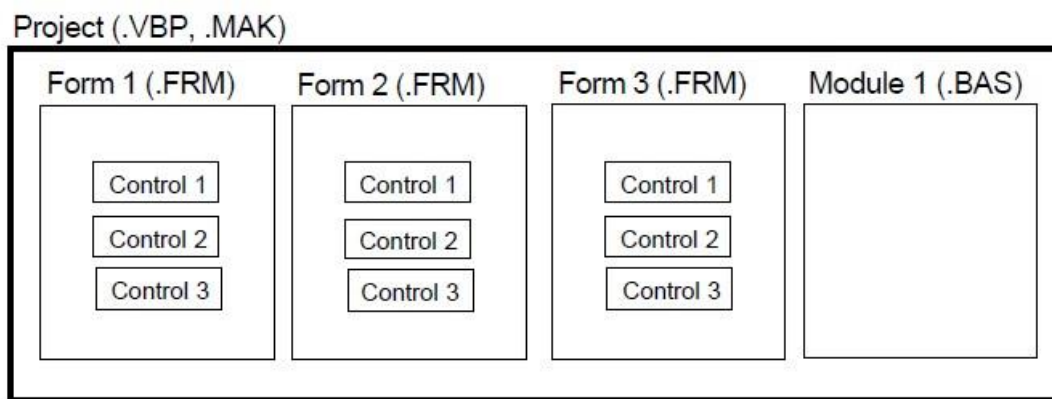 Project (.VBP, .MAK)
Form 1 (.FRM)
Form 2 (.FRM)
Form 3 (.FRM)
Module 1 (.BAS)
Control 1
Control 1
Control 1
Control 2
Control 2
Control 2
Control 3
Control 3
Control 3